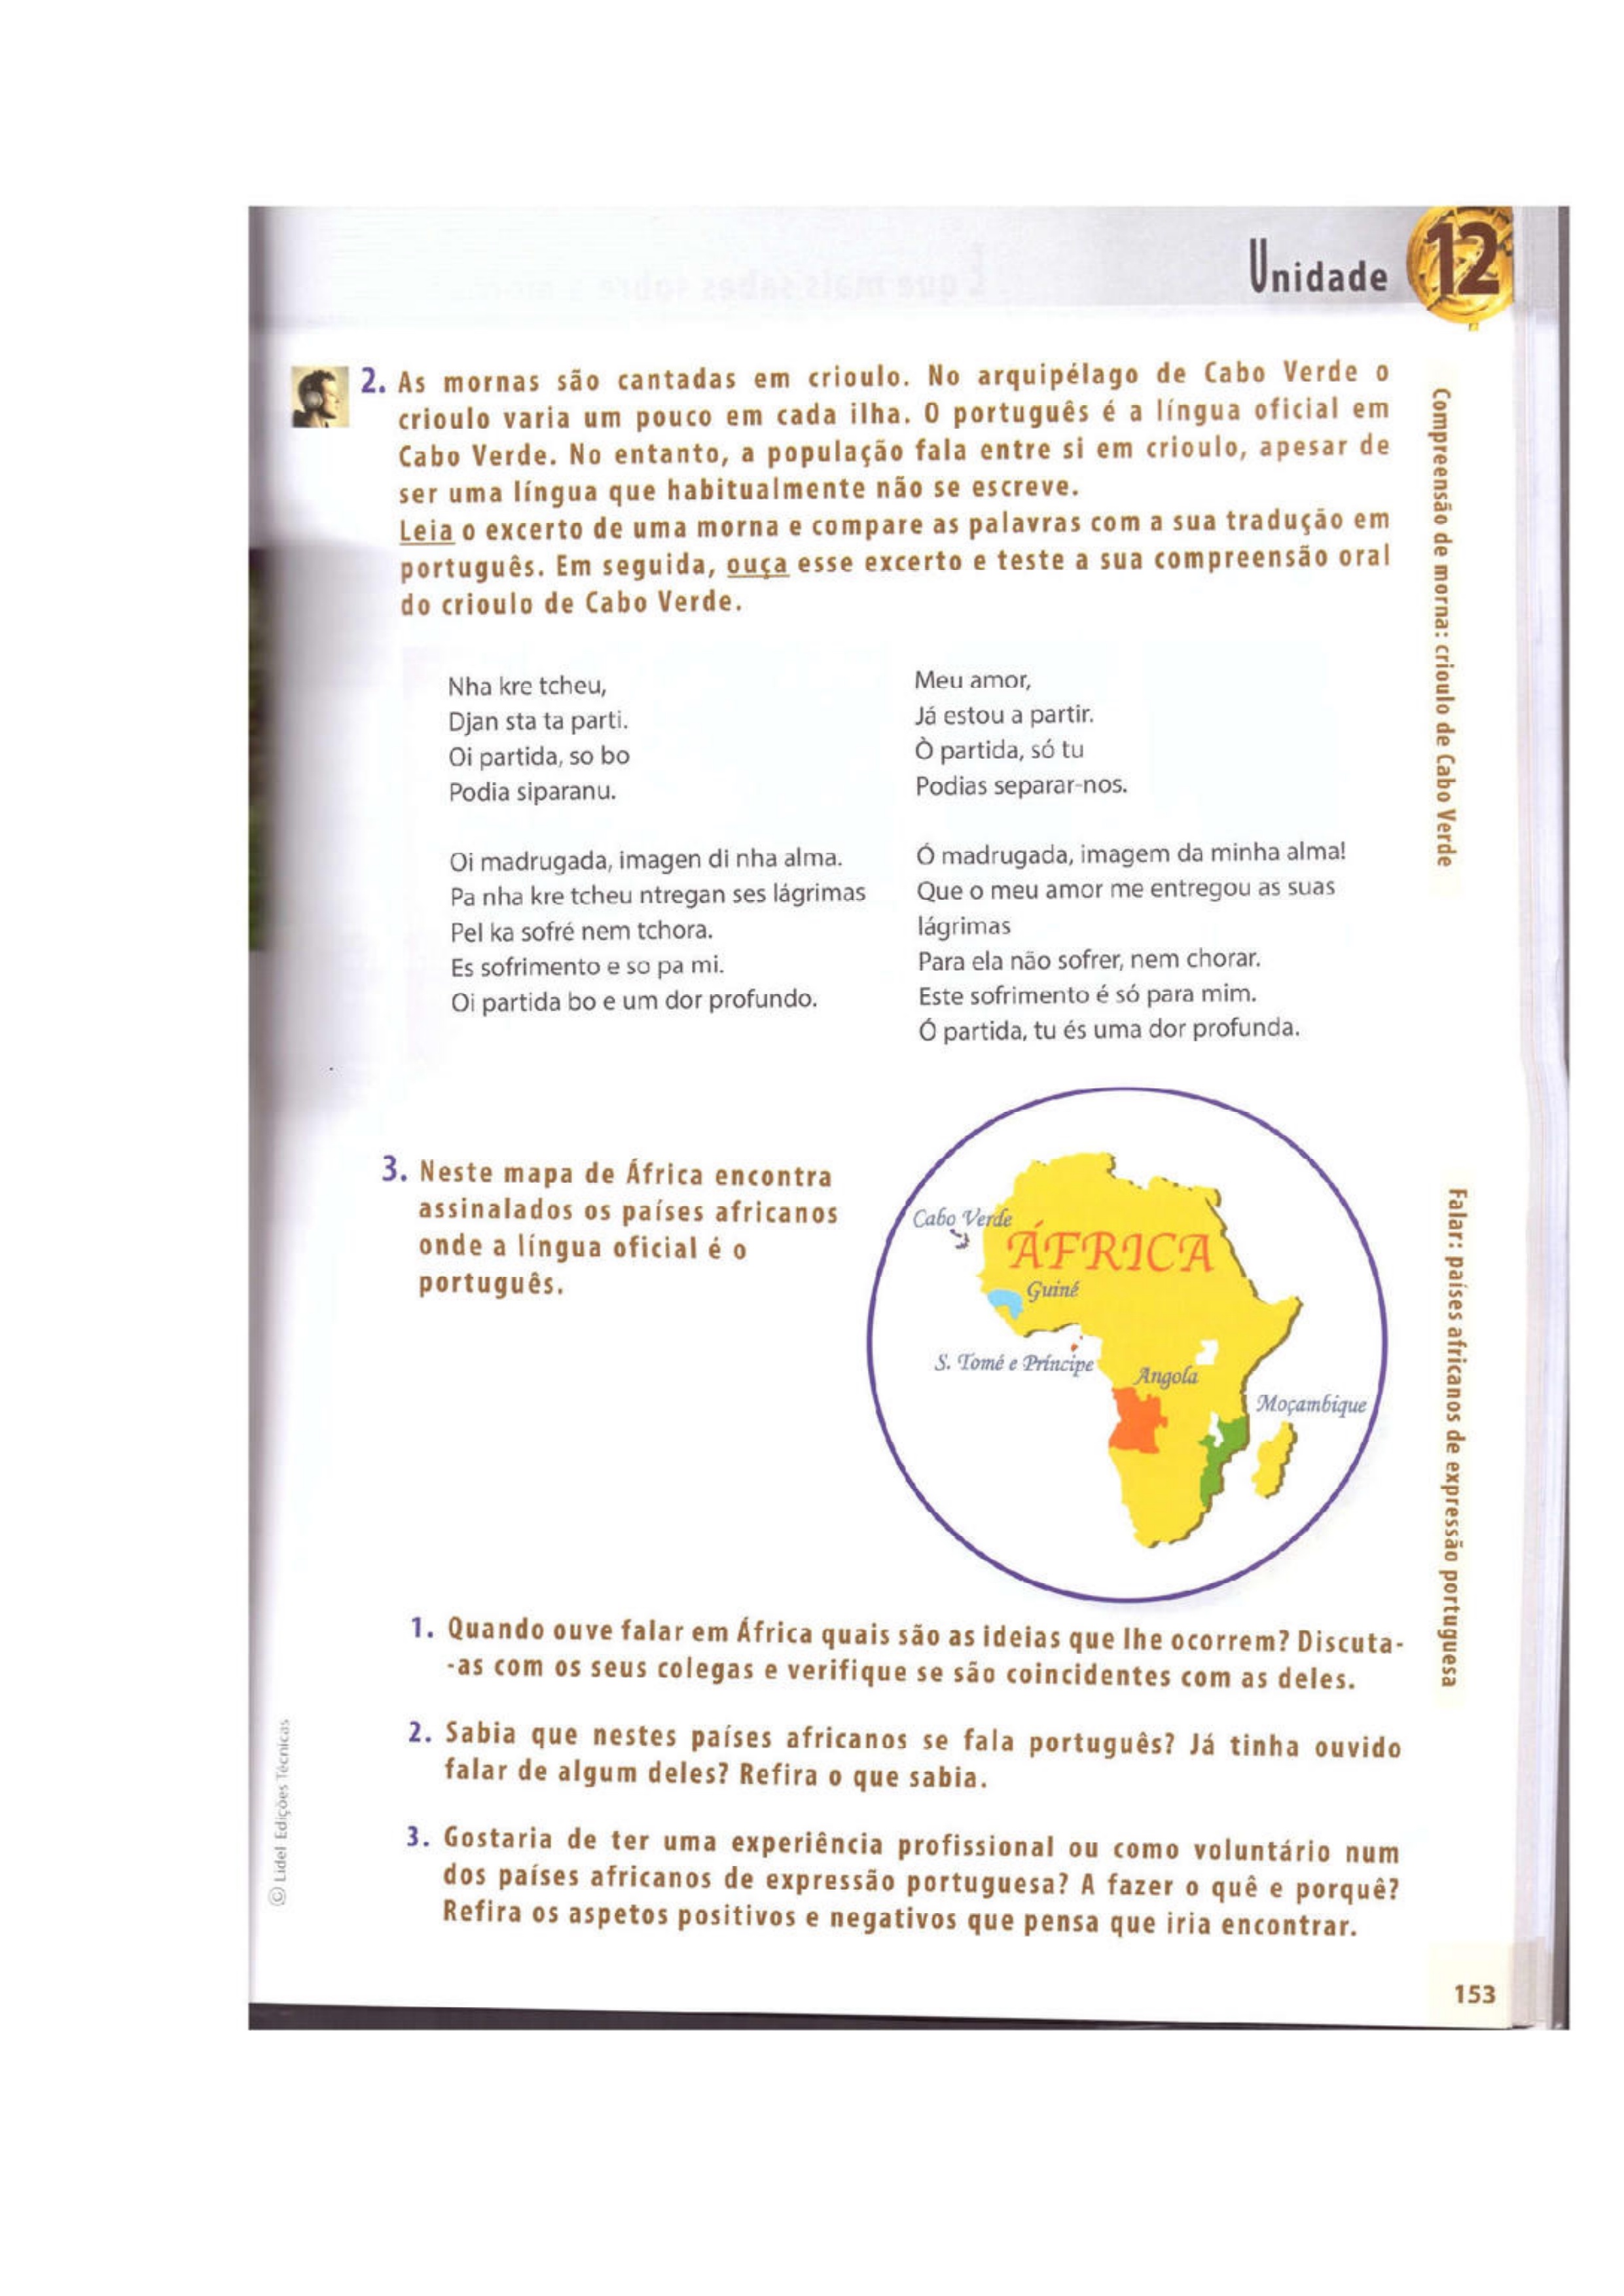 Unidade 12
2. As mornas são cantadas em crioulo. No arquipélago de Cabo Verde o
crioulo varia um pouco em cada ilha. O português é a língua oficial em
Cabo Verde. No entanto, a população fala entre si em crioulo, apesar de
ser uma língua que habitualmente não se escreve.
Leia o excerto de uma morna e compare as palavras com a sua tradução em
português. Em seguida, ouça esse excerto e teste a sua compreensão oral
do crioulo de Cabo Verde.
Nha kre tcheu,
Djan sta ta parti.
Oi partida, so bo
Podia siparanu.
Oi madrugada, imagen di nha alma.
Pa nha kre tcheu ntregan ses lágrimas
Pel ka sofré nem tchora.
Es sofrimento e so pa mi.
Oi partida bo e um dor profundo.
Meu amor,
Já estou a partir.
Ò partida, só tu
Podias separar-nos.
Ó madrugada, imagem da minha alma!
Que o meu amor me entregou as suas
lágrimas
Para ela não sofrer, nem chorar.
Este sofrimento é só para mim.
Ó partida, tu és uma dor profunda.
Compreensão de morna: crioulo de Cabo Verde
3. Neste mapa de África encontra
assinalados os países africanos
onde a língua oficial é o
português.
Cabo Verde
ÁFRICA
Guiné
S. Tomé e Príncipe
Angola
Moçambique
Falar: países africanos de expressão portuguesa
1. Quando ouve falar em África quais são as ideias que lhe ocorrem? Discuta-
-as com os seus colegas e verifique se são coincidentes com as deles.
2. Sabia que nestes países africanos se fala português? Já tinha ouvido
falar de algum deles? Refira o que sabia.
3. Gostaria de ter uma experiência profissional ou como voluntário num
dos países africanos de expressão portuguesa? A fazer o quê e porquê?
Refira os aspetos positivos e negativos que pensa que iria encontrar.
© Lidel Edições Técnicas
153